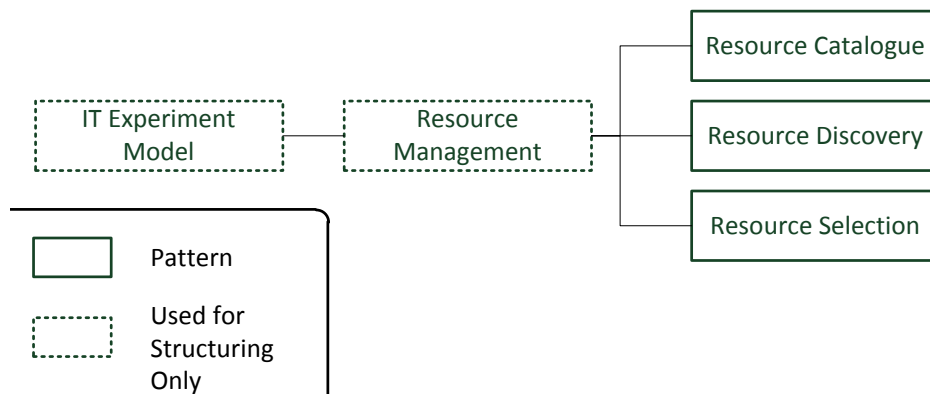 Resource Catalogue
IT Experiment
Model
Resource
Management
Resource Discovery
Resource Selection
Pattern
Used for
Structuring
Only